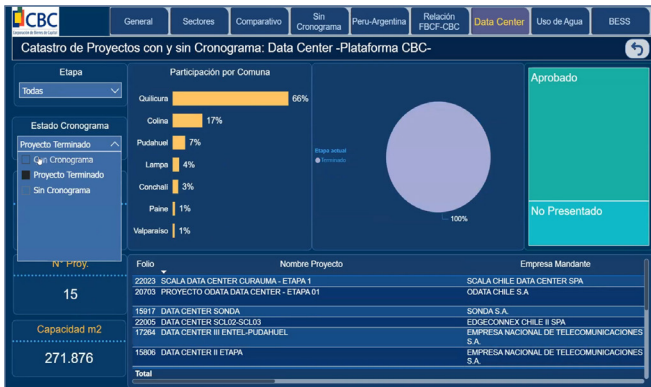 CBC
Corporación de Bienes de Capital
General
Sectores
Comparativo
Sin
Cronograma
Peru-Argentina
Relación
FBCF-CBC
Data Center
Uso de Agua
BESS
Catastro de Proyectos con y sin Cronograma: Data Center -Plataforma CBC-
Etapa
Todas
Estado Cronograma
Proyecto Terminado
Con Cronograma
Proyecto Terminado
Sin Cronograma
N° Proy.
15
Capacidad m2
271.876
Participación por Comuna
Quilicura 66%
Colina 17%
Pudahuel 7%
Lampa 4%
Conchalí 3%
Paine 1%
Valparaíso 1%
Etapa actual
Terminado
100%
Aprobado
No Presentado
Folio Nombre Proyecto Empresa Mandante
22023 SCALA DATA CENTER CURAUMA - ETAPA 1 SCALA CHILE DATA CENTER SPA
20703 PROYECTO ODATA DATA CENTER - ETAPA 01 ODATA CHILE S.A
15917 DATA CENTER SONDA SONDA S.A.
22005 DATA CENTER SCL02-SCL03 EDGECONNEX CHILE II SPA
17264 DATA CENTER III ENTEL-PUDAHUEL EMPRESA NACIONAL DE TELECOMUNICACIONES
S.A.
15806 DATA CENTER II ETAPA EMPRESA NACIONAL DE TELECOMUNICACIONES
S.A.
Total